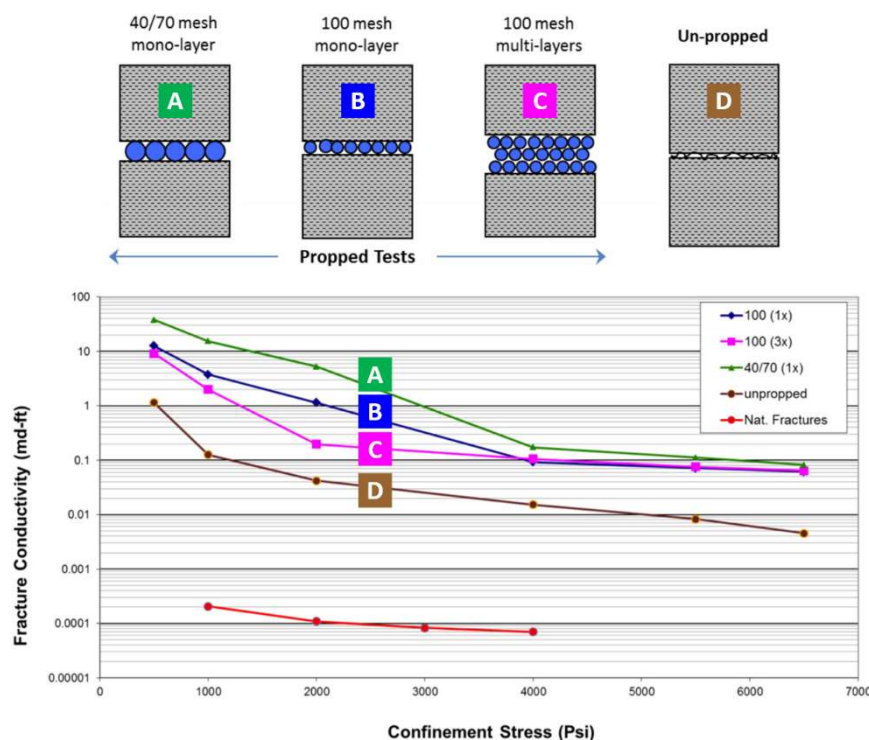 40/70 mesh
mono-layer
100 mesh
mono-layer
100 mesh
multi-layers
Un-propped
A
B
C
D
Propped Tests
Fracture Conductivity (md-ft)
100
10
1
0.1
0.01
0.001
0.0001
0.00001
A
B
C
D
100 (1x)
100 (3x)
40/70 (1x)
unpropped
Nat. Fractures
0 1000 2000 3000 4000 5000 6000 7000
Confinement Stress (Psi)